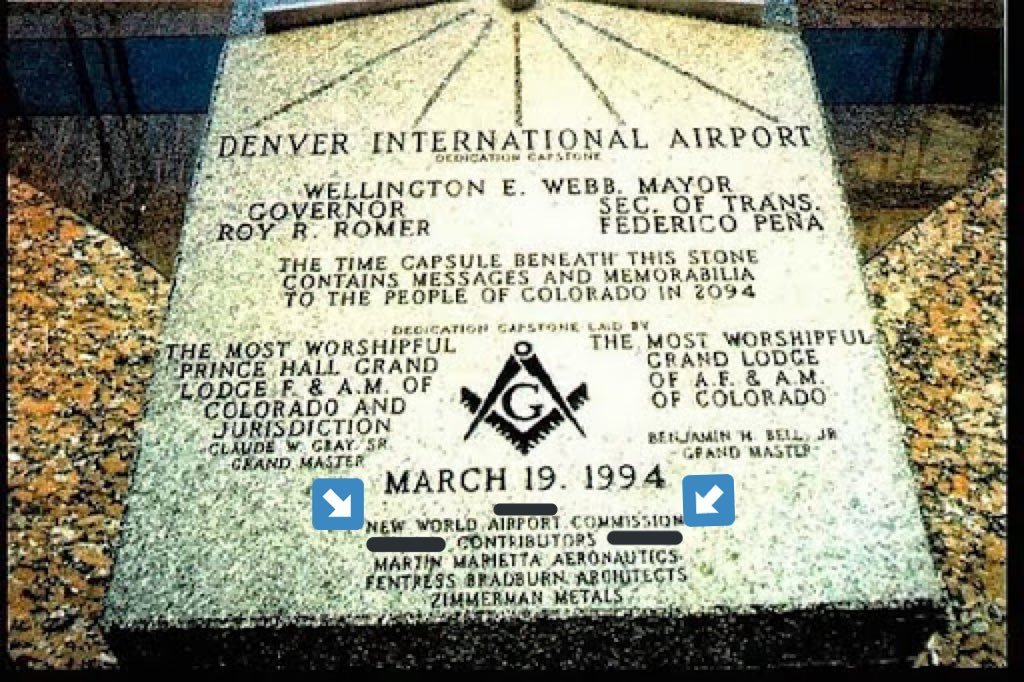 DENVER INTERNATIONAL AIRPORT
DEDICATION CAPSTONE
WELLINGTON E. WEBB. MAYOR
GOVERNOR
ROY R. ROMER
SEC. OF TRANS.
FEDERICO PENA
THE TIME CAPSULE BENEATH THIS STONE
CONTAINS MESSAGES AND MEMORABILIA
TO THE PEOPLE OF COLORADO IN 2094
DEDICATION CAPSTONE LAID BY
THE MOST WORSHIPFUL
PRINCE HALL GRAND
LODGE F. & A.M. OF
COLORADO AND
JURISDICTION
CLAUDE W. GRAY, SR.
GRAND MASTER
G
THE MOST WORSHIPFUL
GRAND LODGE
OF A.F. & A.M.
OF COLORADO
BENJAMIN H. BELL, JR
GRAND MASTER
MARCH 19. 1994
NEW WORLD AIRPORT COMMISSION
CONTRIBUTORS
MARTIN MARIETTA AERONAUTICS
FENTRESS BRADBURN ARCHITECTS
ZIMMERMAN METALS